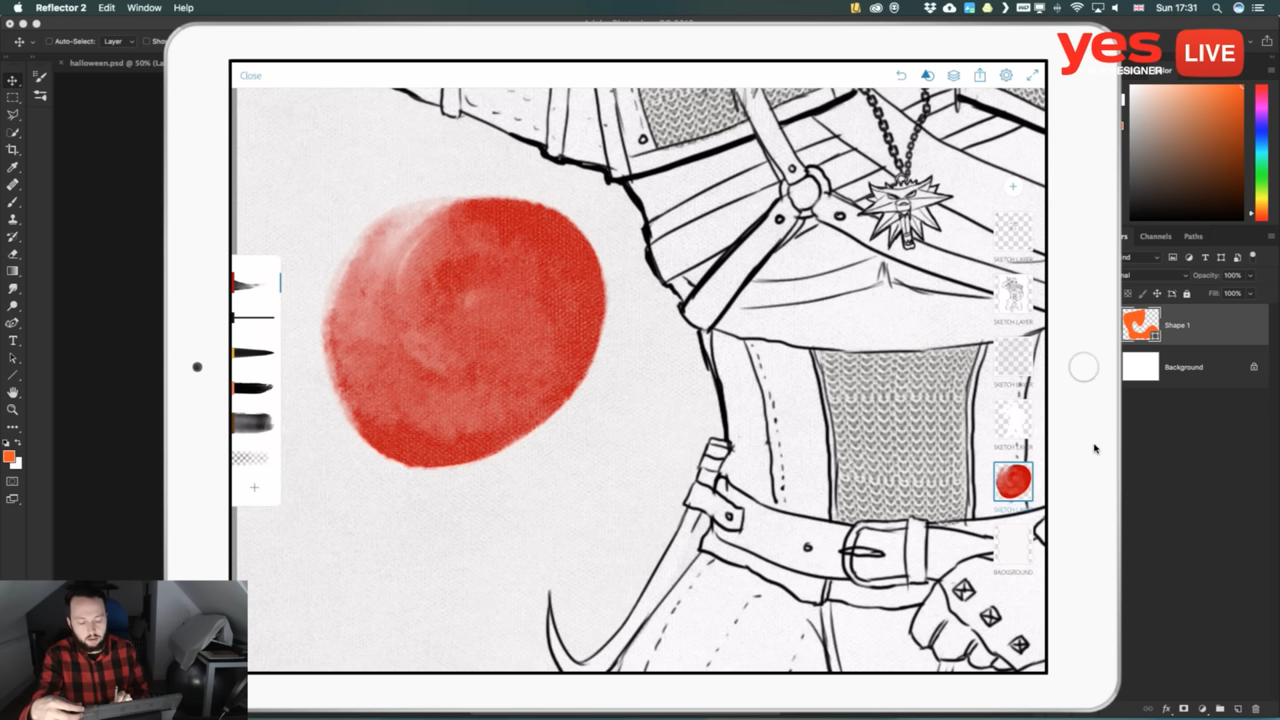 Reflector 2 Edit Window Help
Sun 17:31
Auto-Select: Layer
halloween.psd @ 50%
yes
DESIGNER
LIVE
Close
SKETCH LAYER
SKETCH LAYER
BACKGROUND
Channels Paths
Opacity: 100%
Fill: 100%
Shape 1
Background